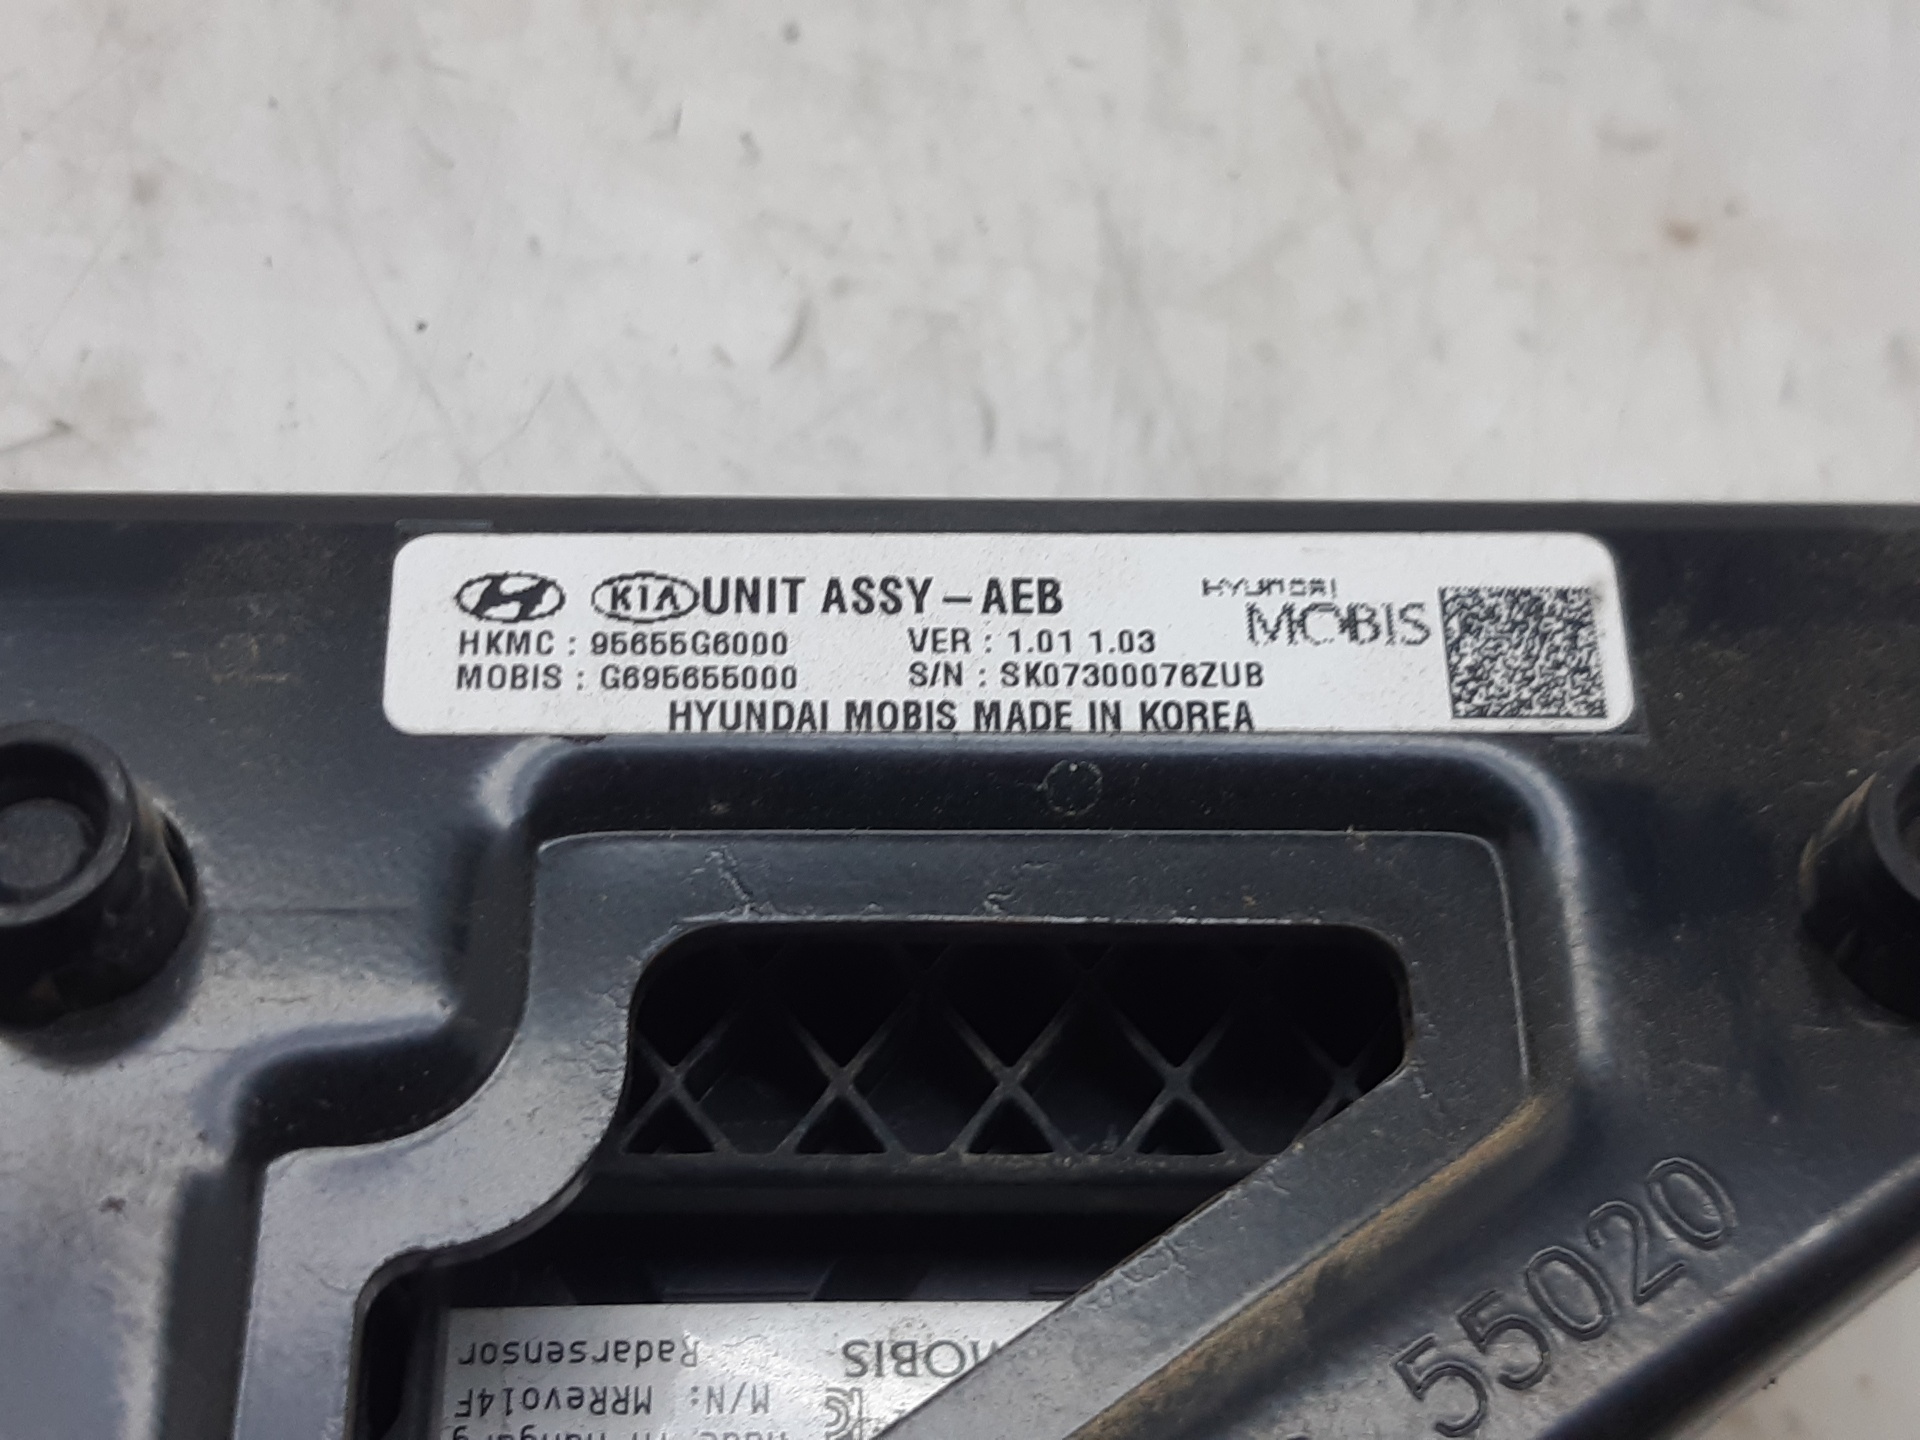 KIA UNIT ASSY – AEB
HYUNDAI
MOBIS
HKMC : 95655G6000 VER : 1.01 1.03
MOBIS : G695655000 S/N : SK07300076ZUB
HYUNDAI MOBIS MADE IN KOREA
55020
MOBIS
Radarsensor
M/N: MRRevo14F